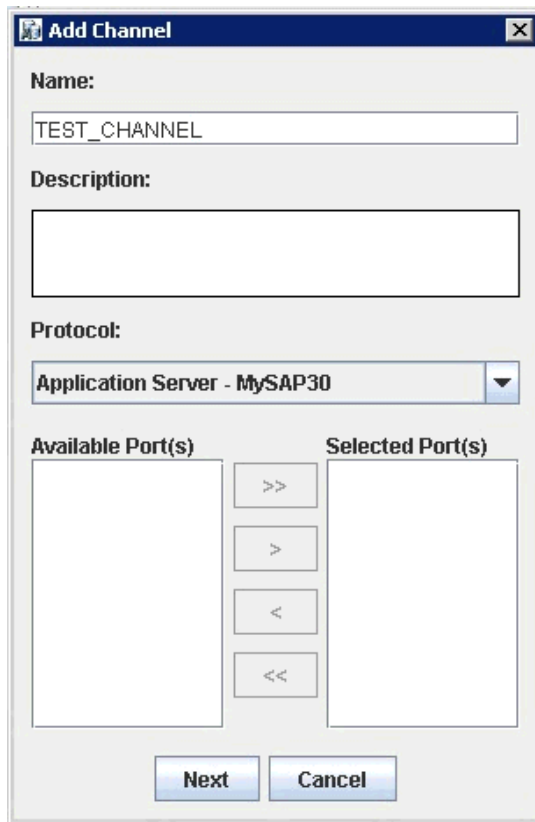 Add Channel
Name:
TEST_CHANNEL
Description:
Protocol:
Application Server - MySAP30
Available Port(s) Selected Port(s)
>>
>
<
<<
Next Cancel